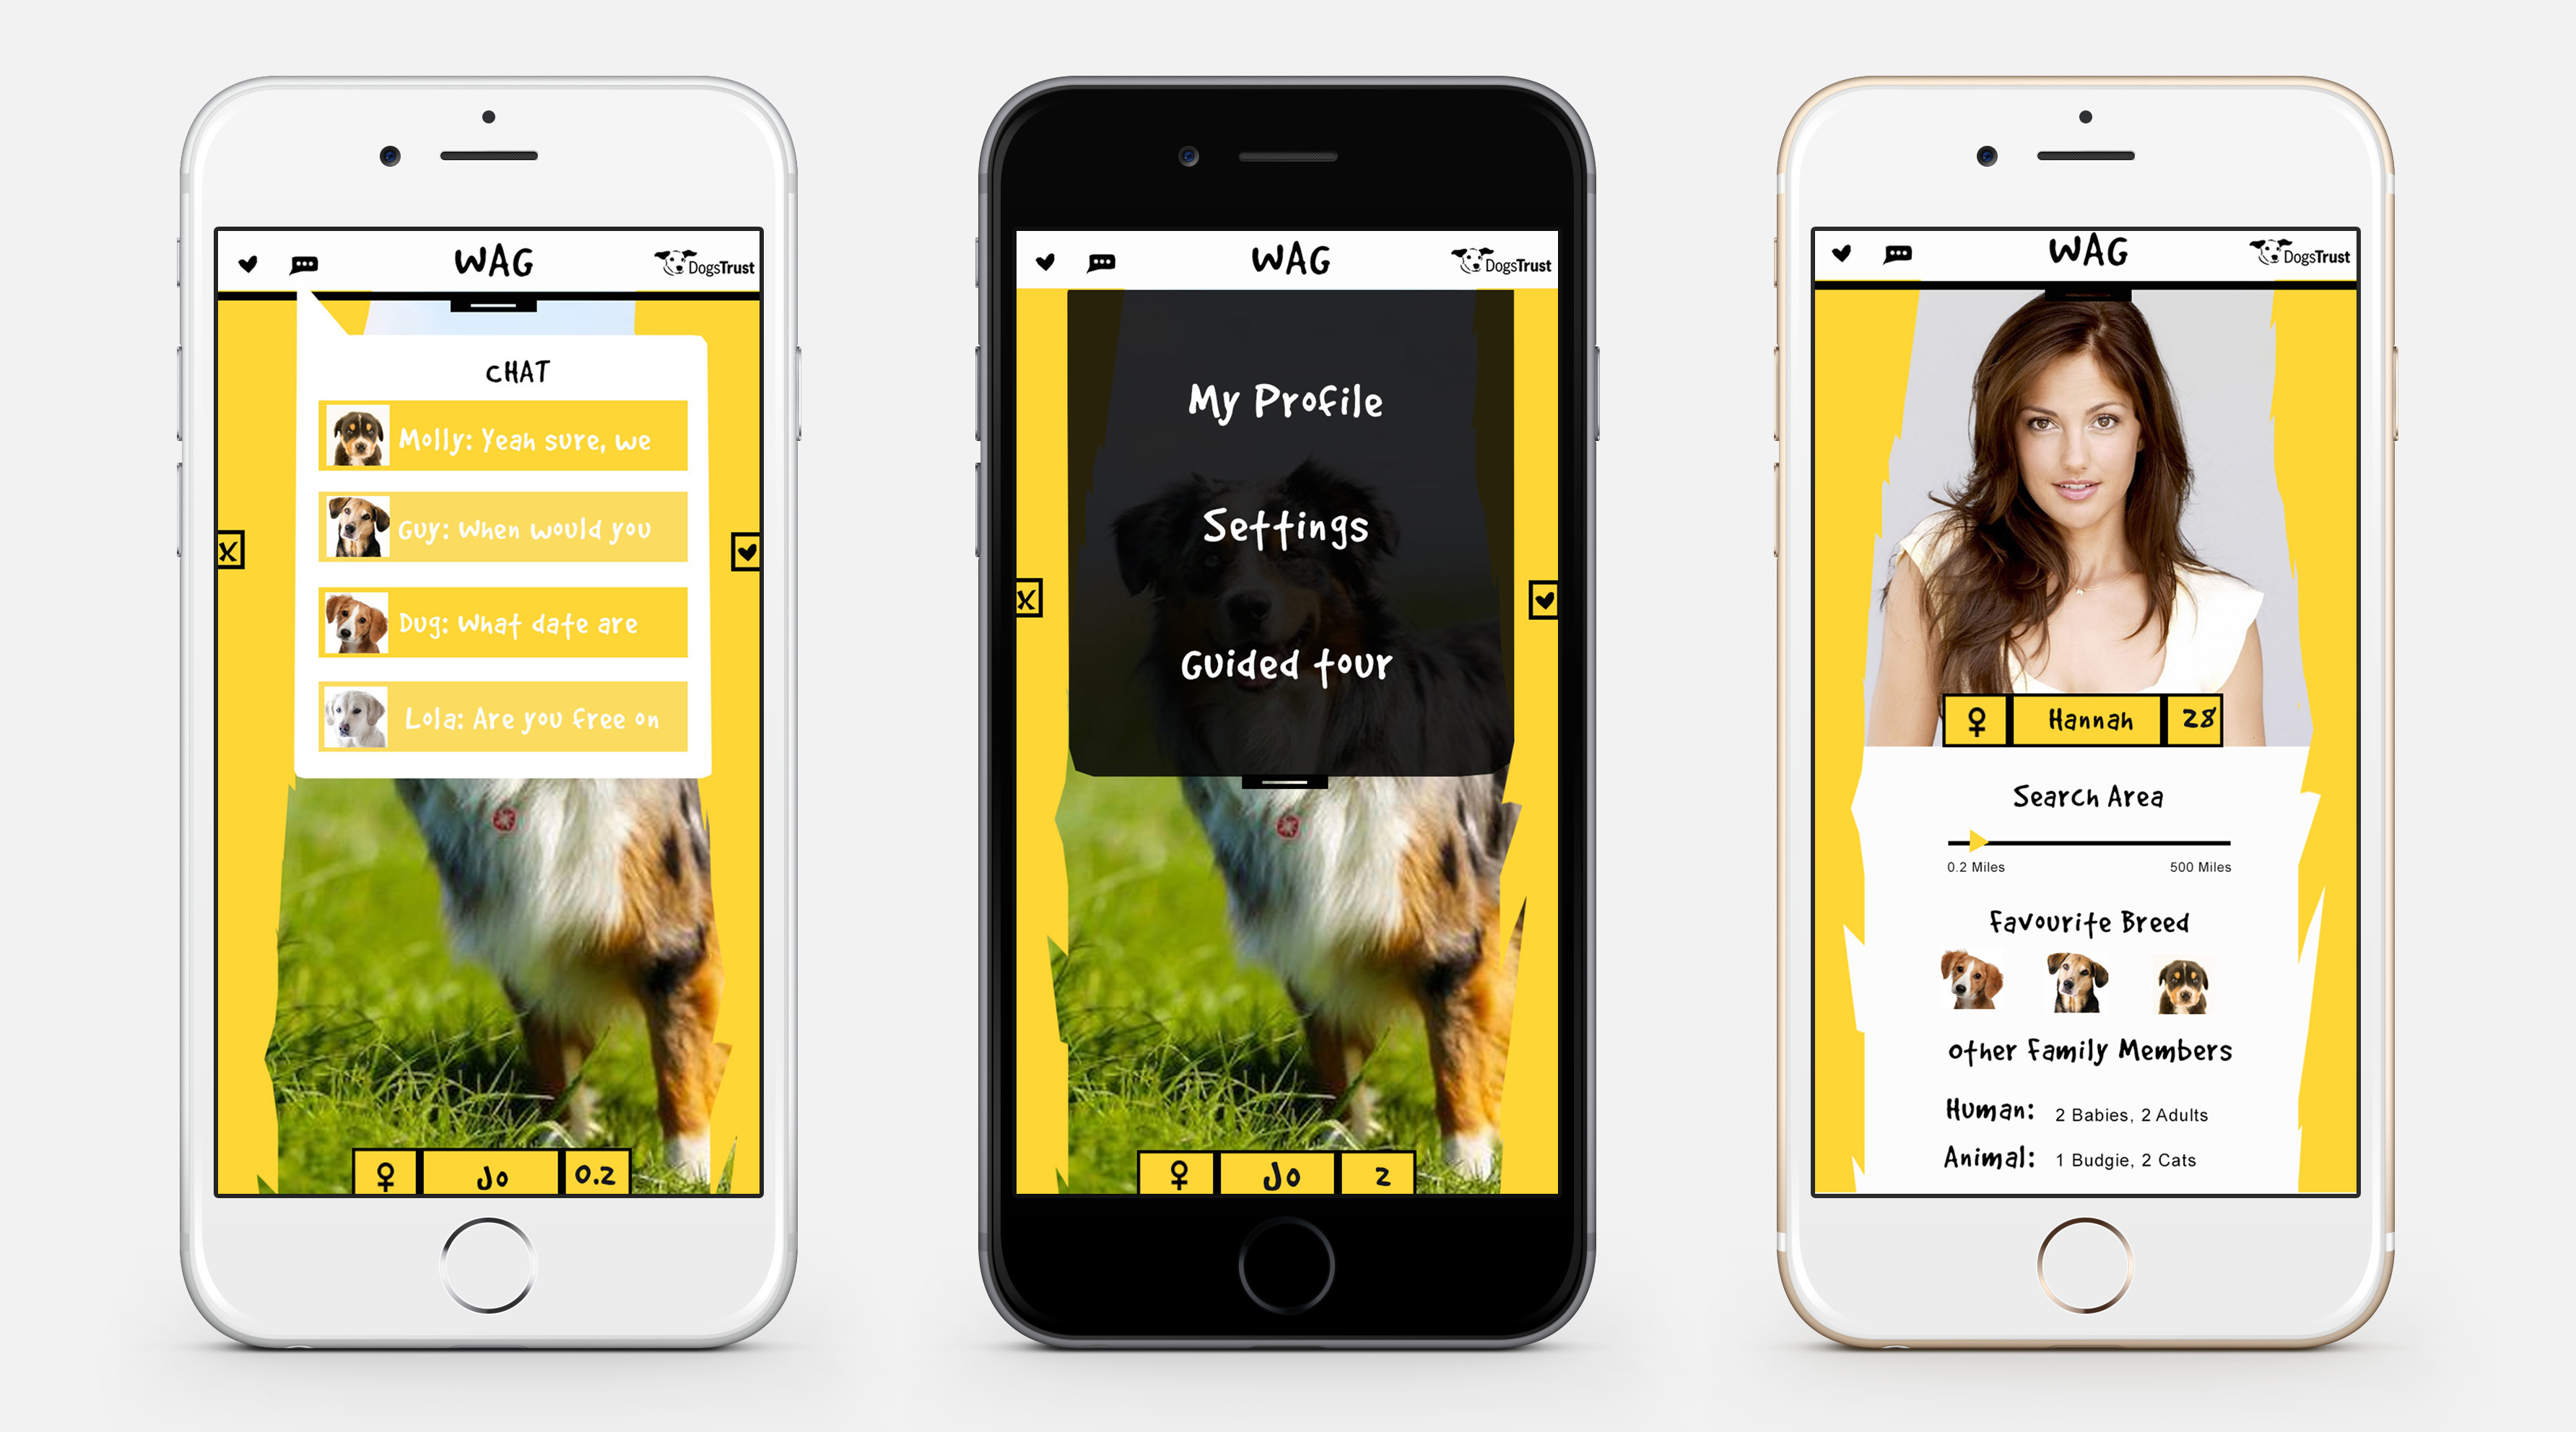 WAG
DogsTrust
CHAT
Molly: Yeah sure, we
Guy: When would you
Dug: What date are
Lola: Are you free on
X
♀ Jo 0.2
WAG
DogsTrust
My Profile
Settings
Guided tour
X
♀ Jo 2
WAG
DogsTrust
♀ Hannah 28
Search Area
0.2 Miles 500 Miles
Favourite Breed
Other Family Members
Human: 2 Babies, 2 Adults
Animal: 1 Budgie, 2 Cats